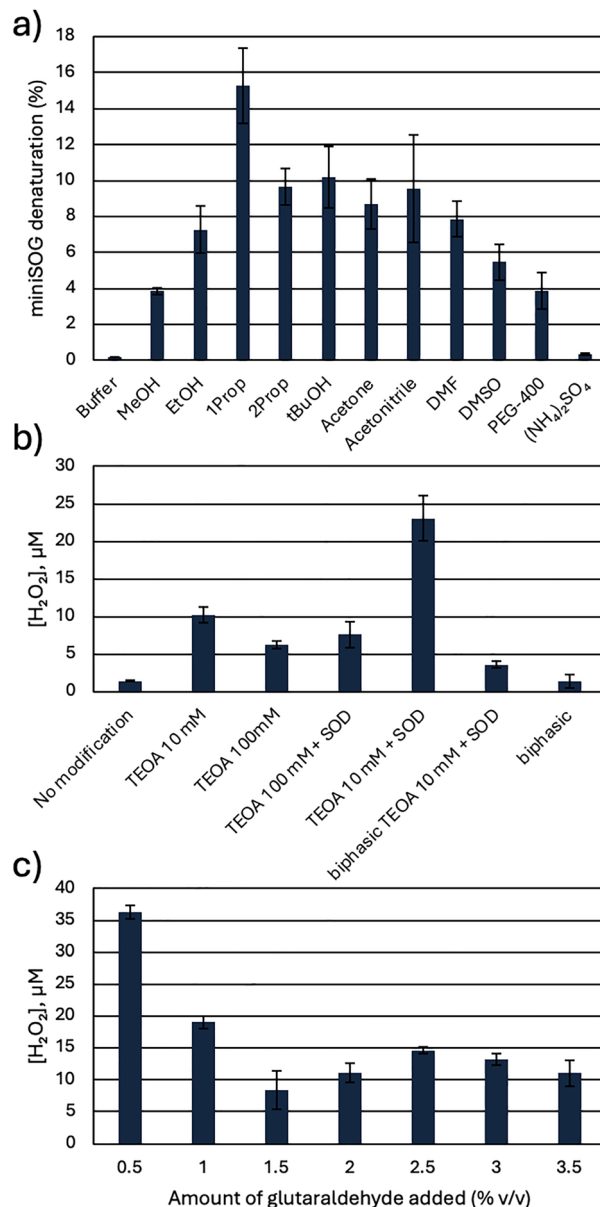 a)
miniSOG denaturation (%)
18
16
14
12
10
8
6
4
2
0
Buffer
MeOH
EtOH
1Prop
2Prop
tBuOH
Acetone
Acetonitrile
DMF
DMSO
PEG-400
(NH₄)₂SO₄
b)
[H₂O₂], µM
30
25
20
15
10
5
0
No modification
TEOA 10 mM
TEOA 100mM
TEOA 100 mM + SOD
TEOA 10 mM + SOD
biphasic TEOA 10 mM + SOD
biphasic
c)
[H₂O₂], µM
40
35
30
25
20
15
10
5
0
0.5 1 1.5 2 2.5 3 3.5
Amount of glutaraldehyde added (% v/v)